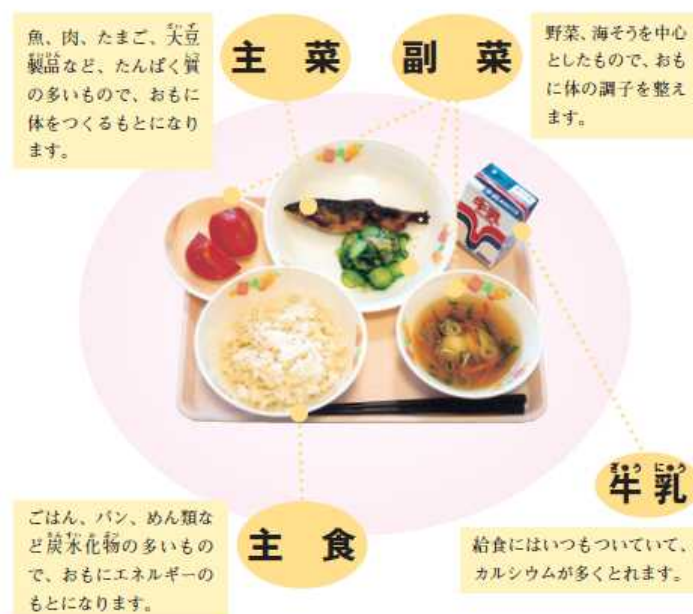 魚、肉、たまご、大豆
製品など、たんぱく質
の多いもので、おもに
体をつくるもとになり
ます。
主菜
副菜
野菜、海そうを中心
としたもので、おも
に体の調子を整え
ます。
牛乳
ごはん、パン、めん類な
ど炭水化物の多いもの
で、おもにエネルギーの
もとになります。
主食
牛乳
給食にはいつもついていて、
カルシウムが多くとれます。